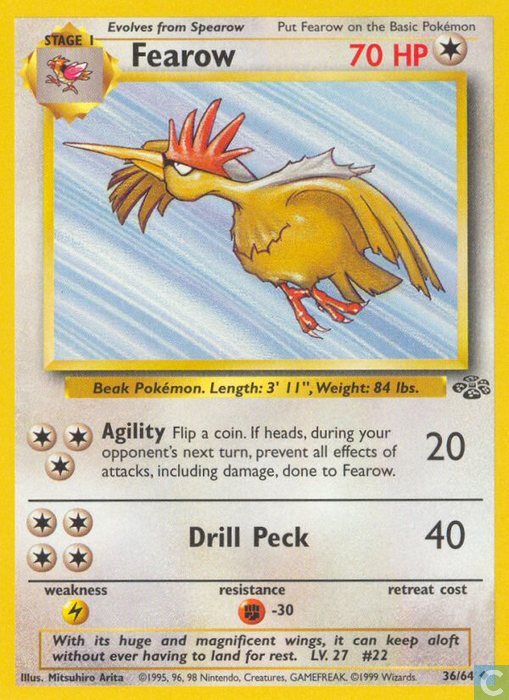 Evolves from Spearow
Put Fearow on the Basic Pokémon
STAGE 1
Fearow
70 HP
Beak Pokémon. Length: 3' 11", Weight: 84 lbs.
Agility Flip a coin. If heads, during your
opponent's next turn, prevent all effects of
attacks, including damage, done to Fearow.
20
Drill Peck
40
weakness
resistance
retreat cost
-30
With its huge and magnificent wings, it can keep aloft
without ever having to land for rest. LV. 27 #22
Illus. Mitsuhiro Arita ©1995, 96, 98 Nintendo, Creatures, GAMEFREAK. ©1999 Wizards. 36/64
C